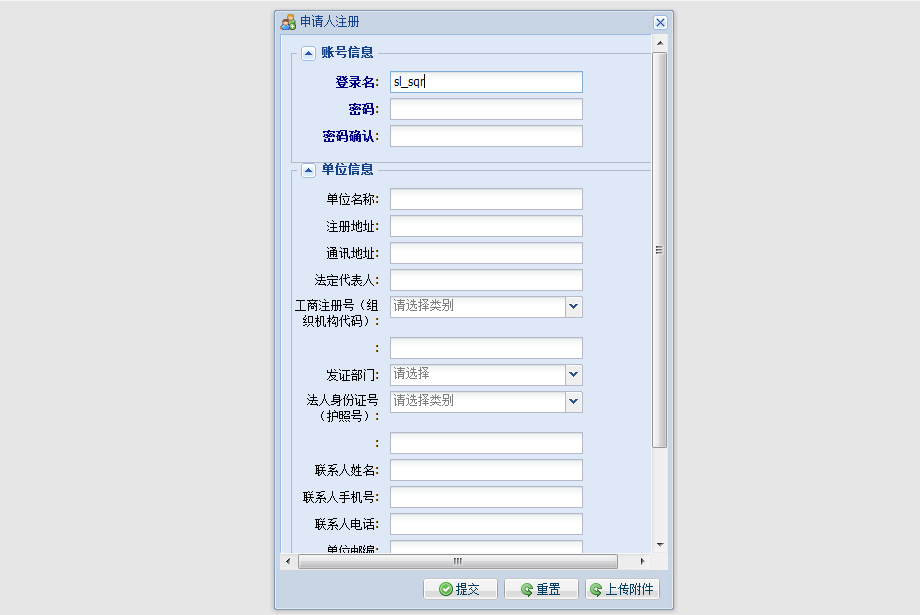 申请人注册
账号信息
登录名: sl_sqr
密码:
密码确认:
单位信息
单位名称:
注册地址:
通讯地址:
法定代表人:
工商注册号（组
织机构代码）: 请选择类别
:
发证部门: 请选择
法人身份证号
（护照号）: 请选择类别
:
联系人姓名:
联系人手机号:
联系人电话:
单位邮编:
提交 重置 上传附件